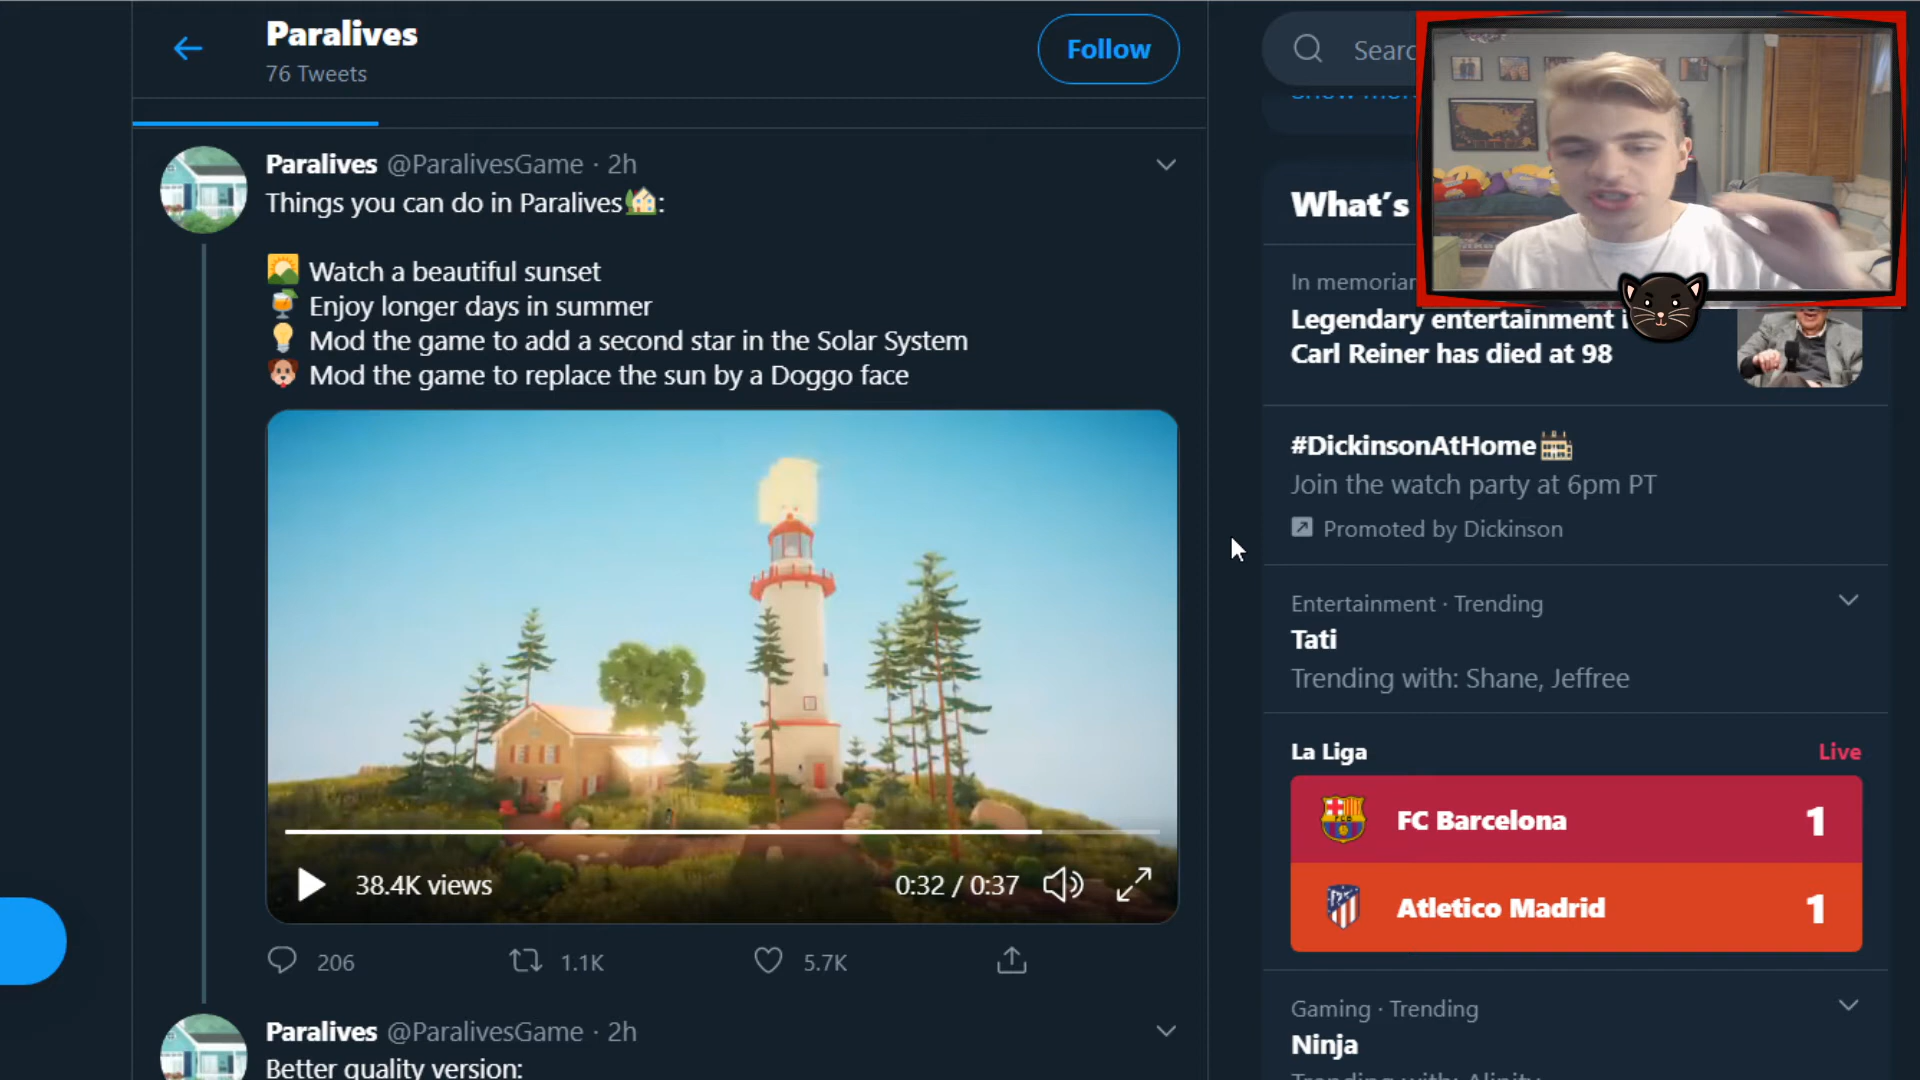 Paralives
76 Tweets
Follow
Paralives @ParalivesGame · 2h
Things you can do in Paralives🏡:
🌄 Watch a beautiful sunset
🍹 Enjoy longer days in summer
💡 Mod the game to add a second star in the Solar System
🐶 Mod the game to replace the sun by a Doggo face
38.4K views
0:32 / 0:37
206
1.1K
5.7K
Paralives @ParalivesGame · 2h
Better quality version:
What's
Legendary entertainment
Carl Reiner has died at 98
#DickinsonAtHome
Join the watch party at 6pm PT
Promoted by Dickinson
Entertainment · Trending
Tati
Trending with: Shane, Jeffree
La Liga
Live
FC Barcelona 1
Atletico Madrid 1
Gaming · Trending
Ninja
Trending with: